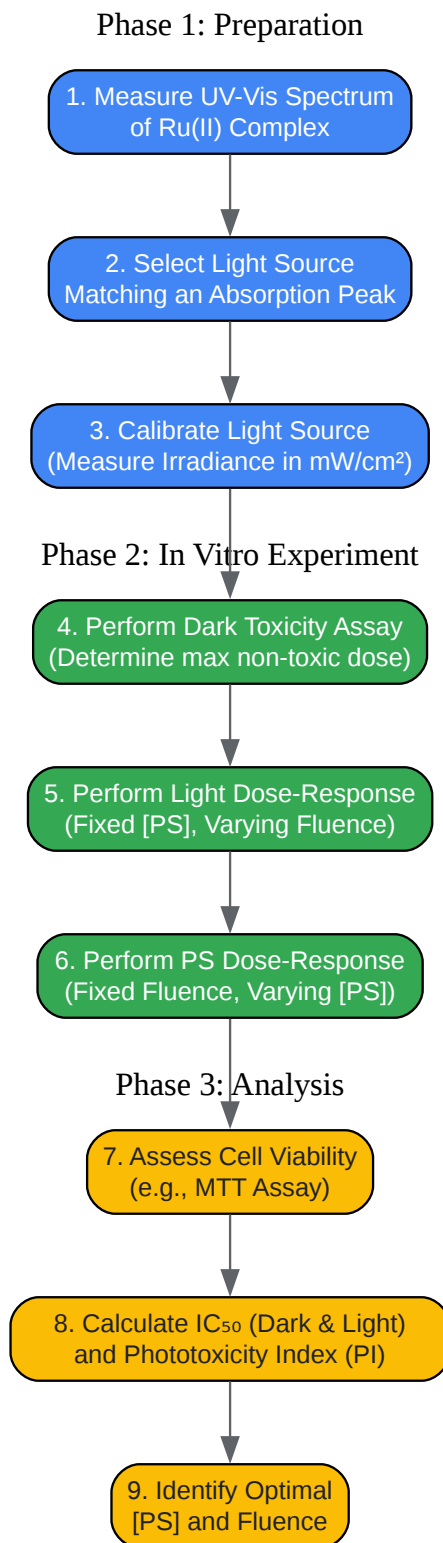 Phase 1: Preparation
1. Measure UV-Vis Spectrum
of Ru(II) Complex
2. Select Light Source
Matching an Absorption Peak
3. Calibrate Light Source
(Measure Irradiance in mW/cm²)
Phase 2: In Vitro Experiment
4. Perform Dark Toxicity Assay
(Determine max non-toxic dose)
5. Perform Light Dose-Response
(Fixed [PS], Varying Fluence)
6. Perform PS Dose-Response
(Fixed Fluence, Varying [PS])
Phase 3: Analysis
7. Assess Cell Viability
(e.g., MTT Assay)
8. Calculate IC₅₀ (Dark & Light)
and Phototoxicity Index (PI)
9. Identify Optimal
[PS] and Fluence